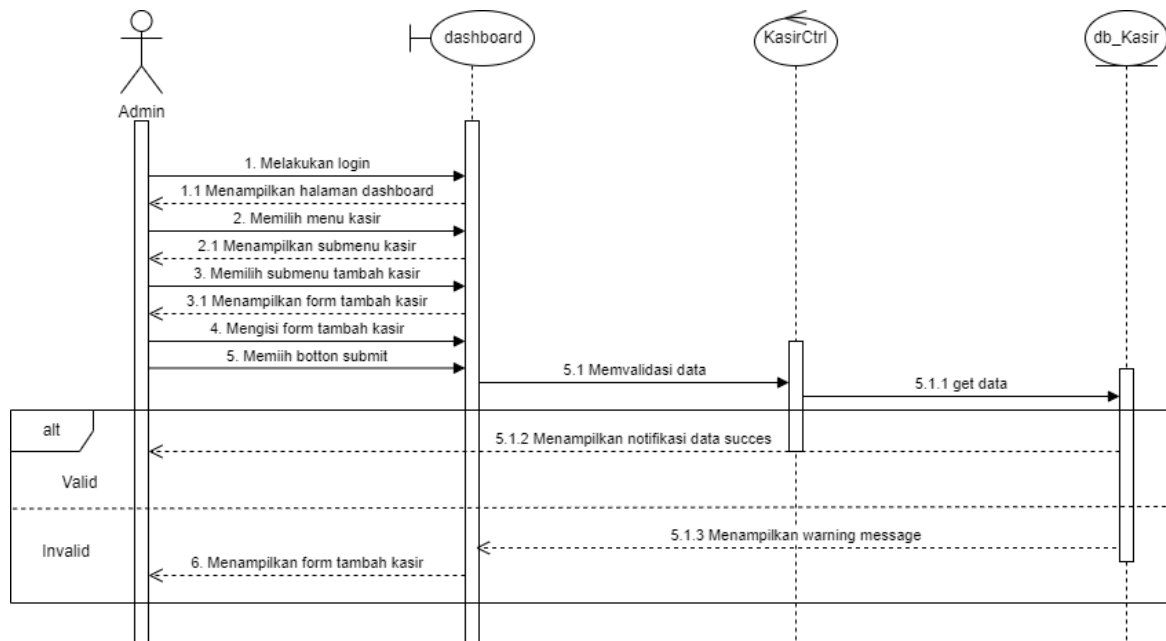 dashboard
KasirCtrl
db_Kasir
Admin
1. Melakukan login
1.1 Menampilkan halaman dashboard
2. Memilih menu kasir
2.1 Menampilkan submenu kasir
3. Memilih submenu tambah kasir
3.1 Menampilkan form tambah kasir
4. Mengisi form tambah kasir
5. Memiih botton submit
5.1 Memvalidasi data
5.1.1 get data
alt
5.1.2 Menampilkan notifikasi data succes
Valid
5.1.3 Menampilkan warning message
Invalid
6. Menampilkan form tambah kasir